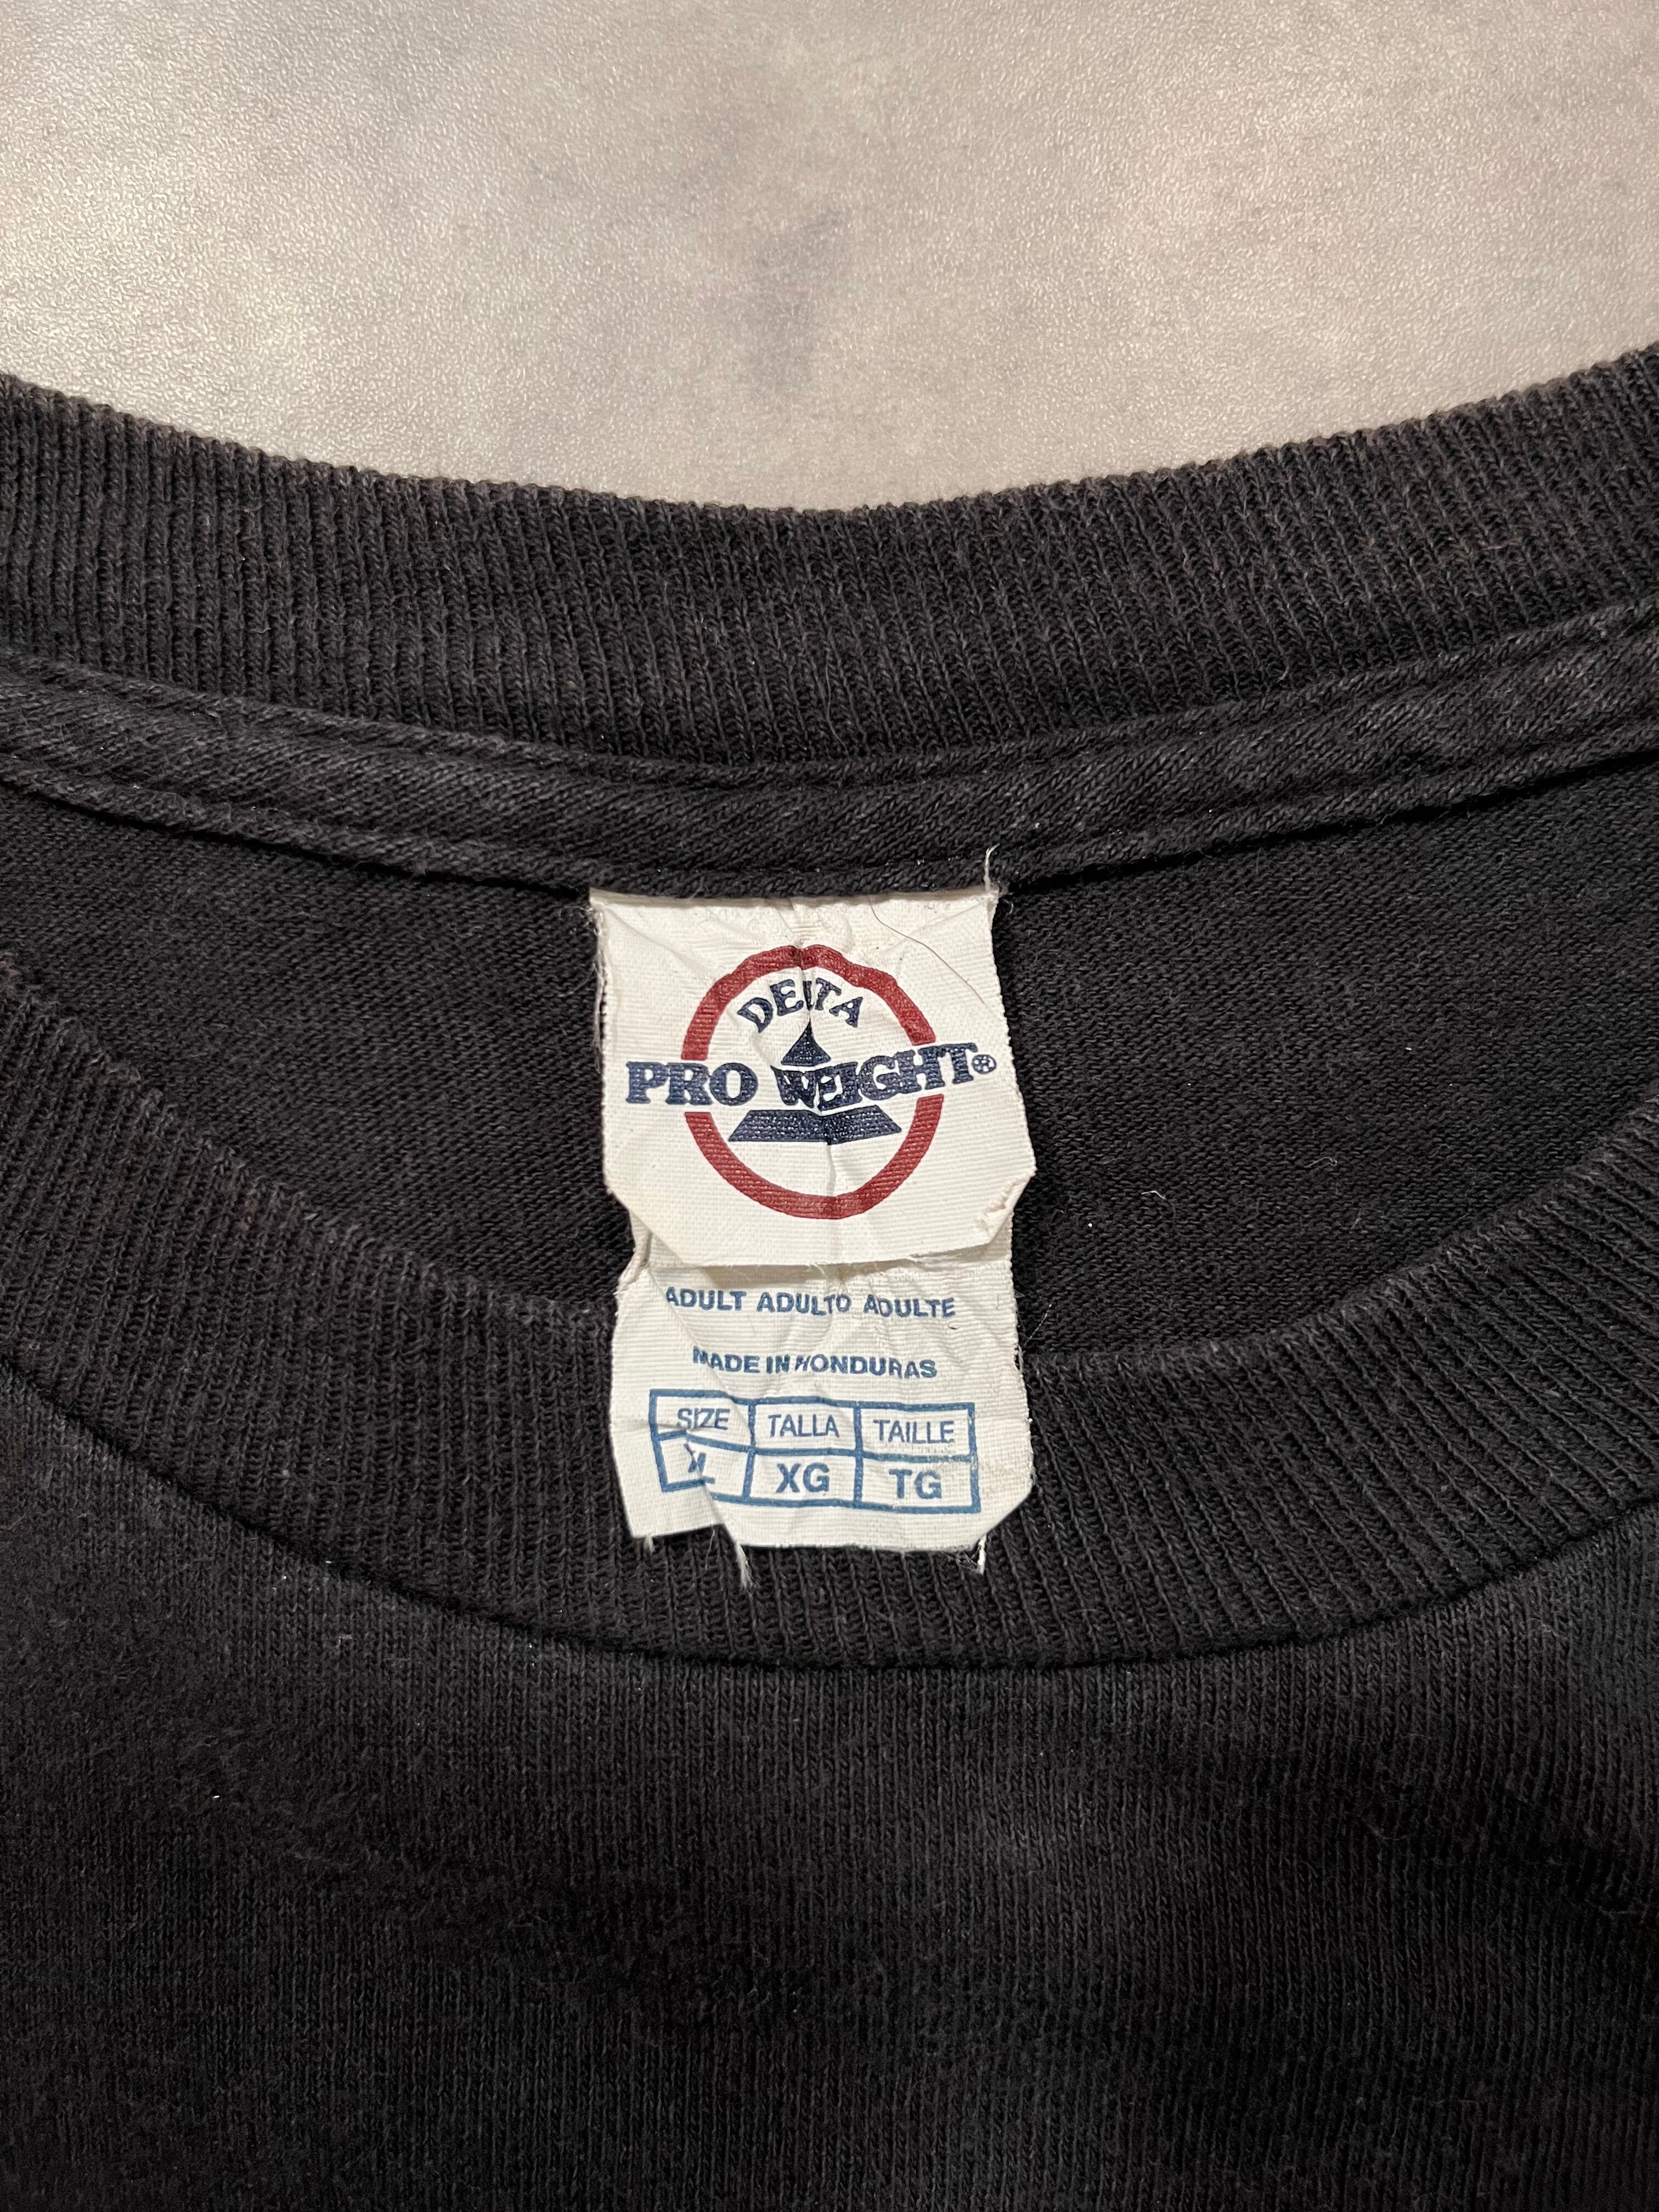 DELTA
PRO WEIGHT®
ADULT ADULTO ADULTE
MADE IN HONDURAS
SIZE TALLA TAILLE
XL XG TG